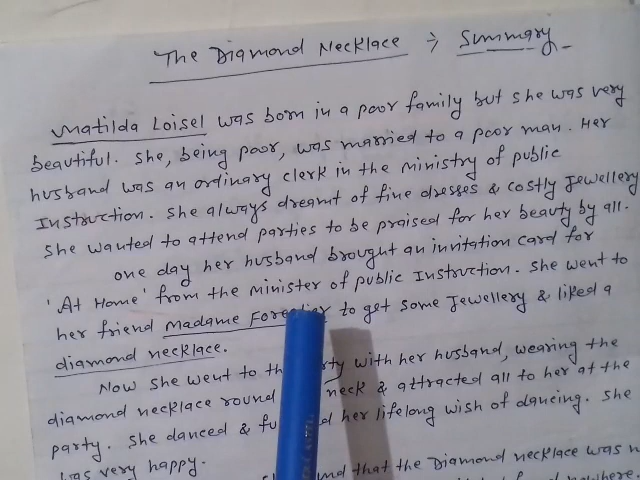 The Diamond Necklace → Summary -
Matilda Loisel was born in a poor family but she was very
beautiful. She, being poor, was married to a poor man. Her
husband was an ordinary clerk in the ministry of public
Instruction. She always dreamt of fine dresses & costly Jewellery
She wanted to attend parties to be praised for her beauty by all.
one day her husband brought an invitation card for
'At Home' from the minister of public Instruction. She went to
her friend Madame to get some Jewellery & liked a
diamond necklace.
Now she went to with her husband, wearing the
diamond necklace round neck & attracted all to her at the
party. She danced & her lifelong wish of dancing. She
was very happy.
that the Diamond necklace was